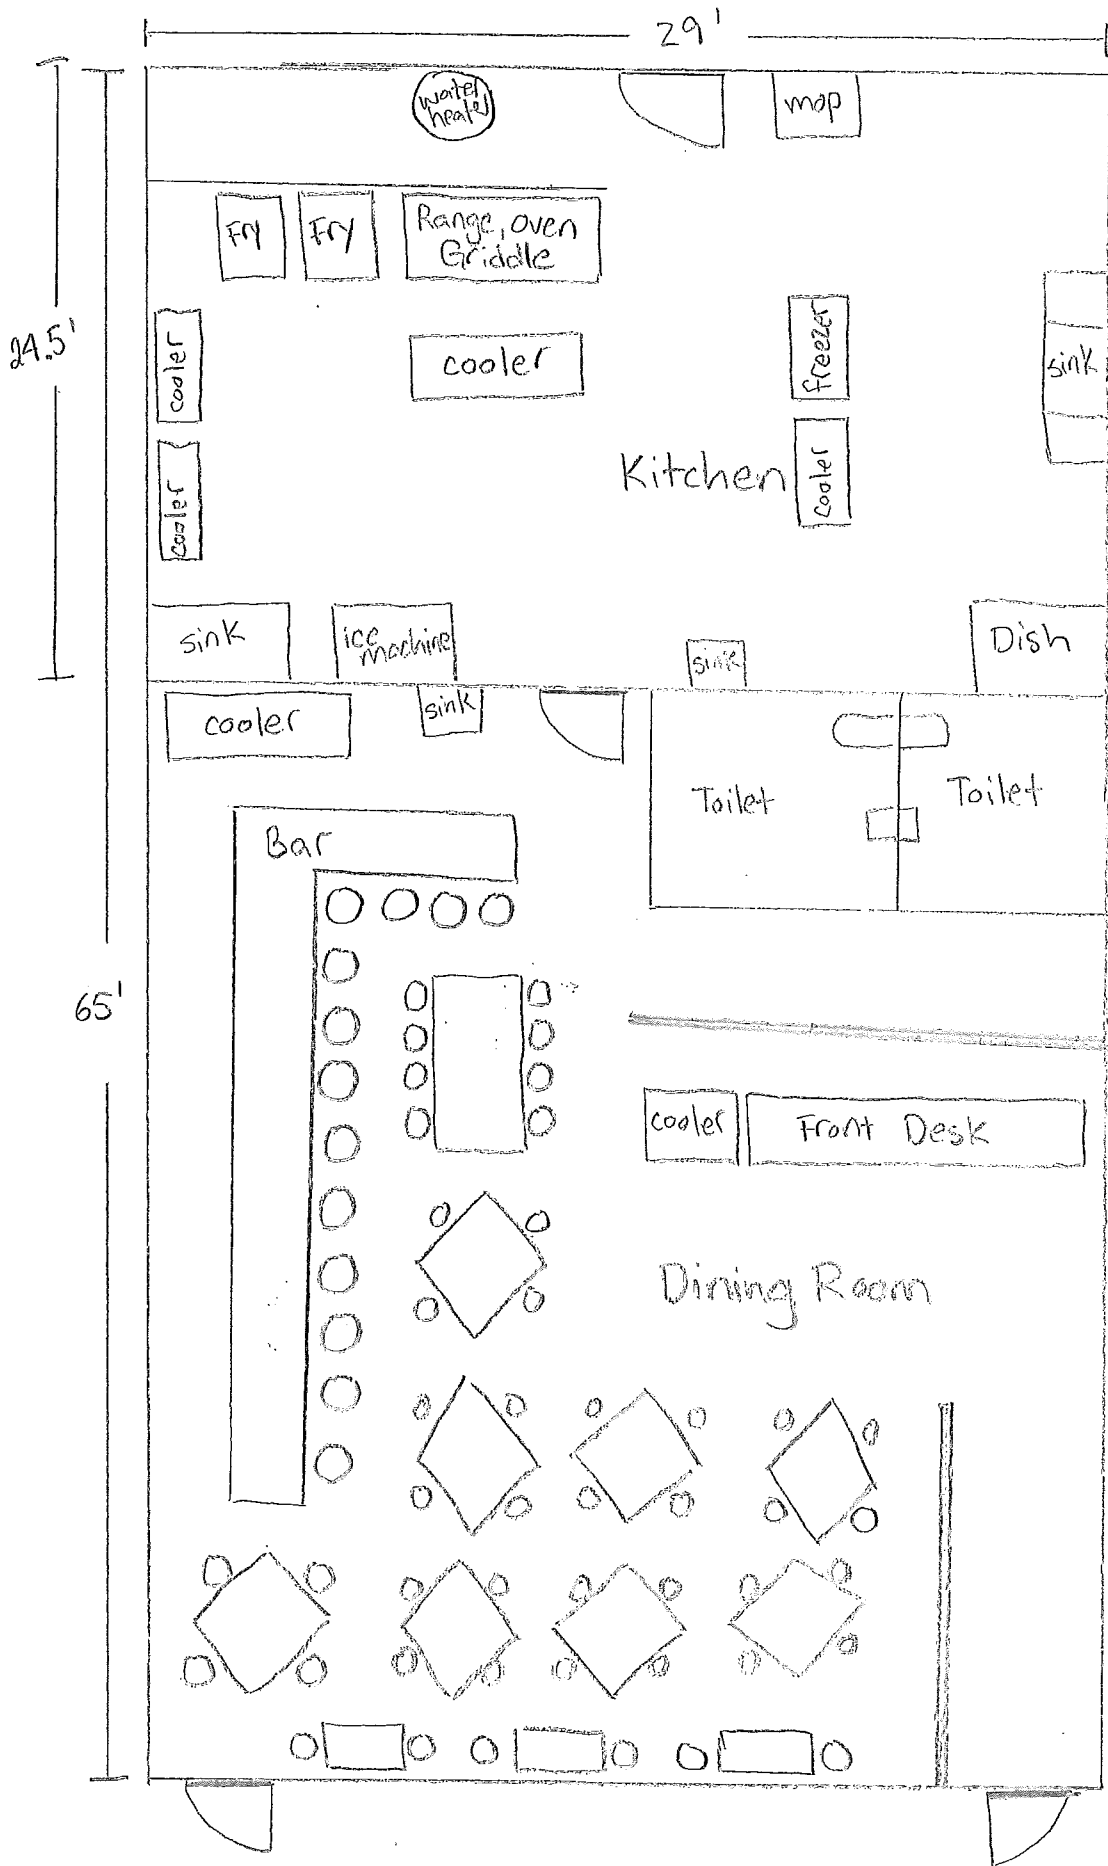 29'
water
heater
mop
Fry
Fry
Range, oven
Griddle
24.5'
cooler
cooler
freezer
sink
cooler
Kitchen
cooler
sink
ice
machine
sink
Dish
cooler
sink
Toilet
Toilet
Bar
65'
cooler
Front Desk
Dining Room